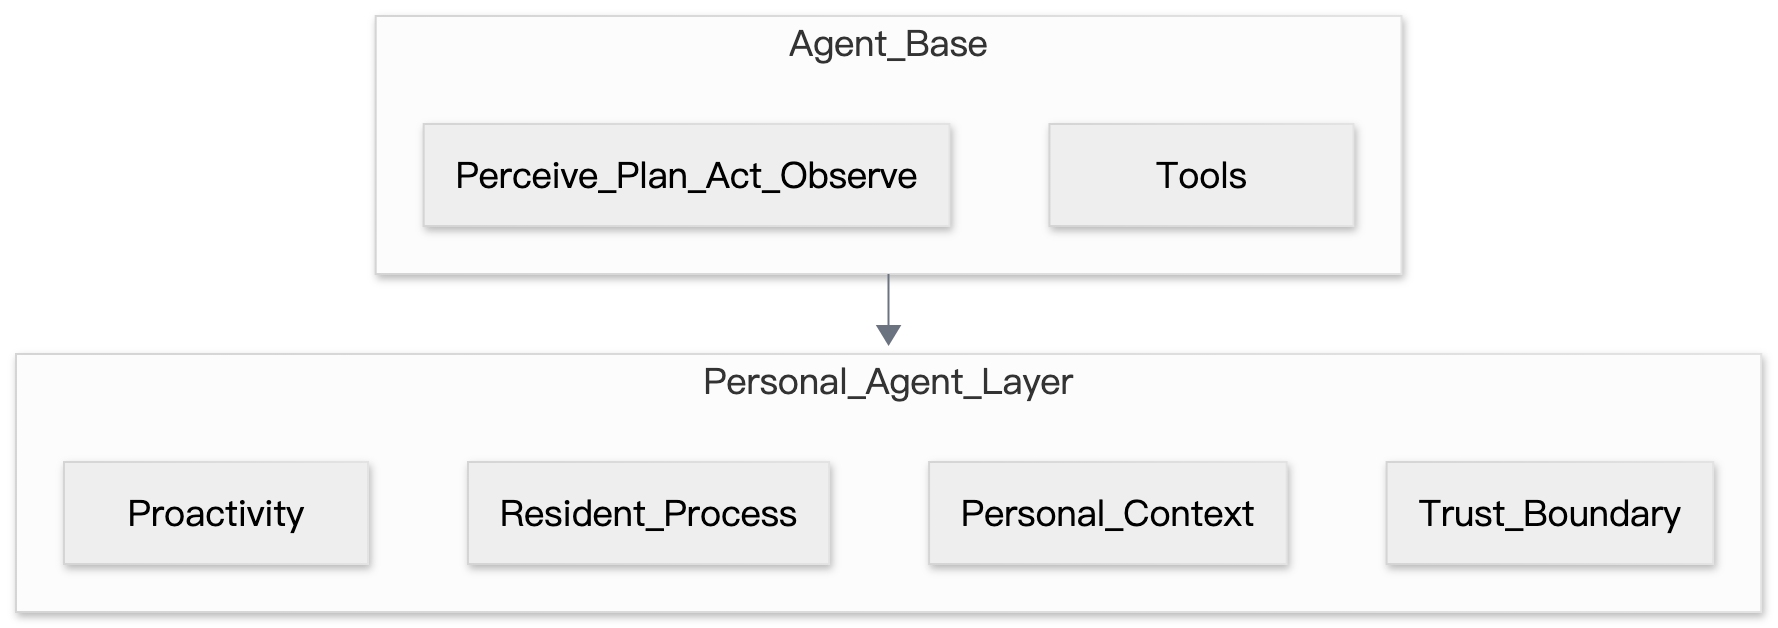 Agent_Base
Perceive_Plan_Act_Observe
Tools
Personal_Agent_Layer
Proactivity
Resident_Process
Personal_Context
Trust_Boundary